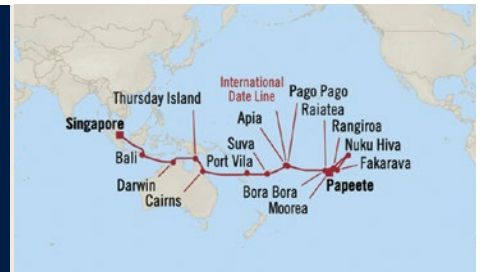 International
Date Line
Pago Pago
Thursday Island
Apia
Raiatea
Rangiroa
Singapore
Suva
Nuku Hiva
Bali
Port Vila
Fakarava
Darwin
Bora Bora
Papeete
Cairns
Moorea